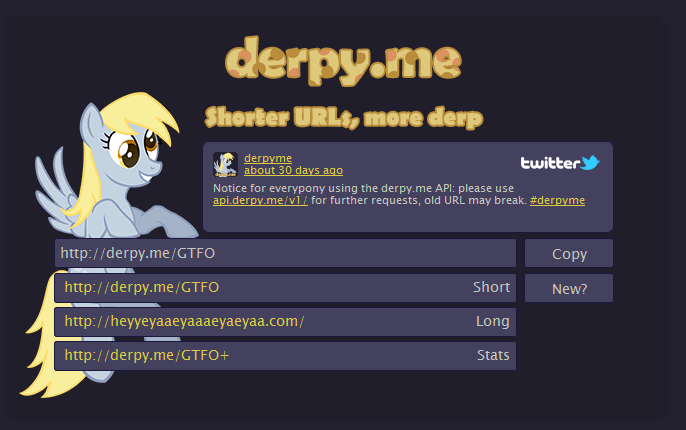 derpy.me
Shorter URLs, more derp
derpyme
about 30 days ago
twitter
Notice for everypony using the derpy.me API: please use
api.derpy.me/v1/ for further requests, old URL may break. #derpyme
http://derpy.me/GTFO Copy
http://derpy.me/GTFO Short New?
http://heyyeyaaeyaaaeyaeyaa.com/ Long
http://derpy.me/GTFO+ Stats